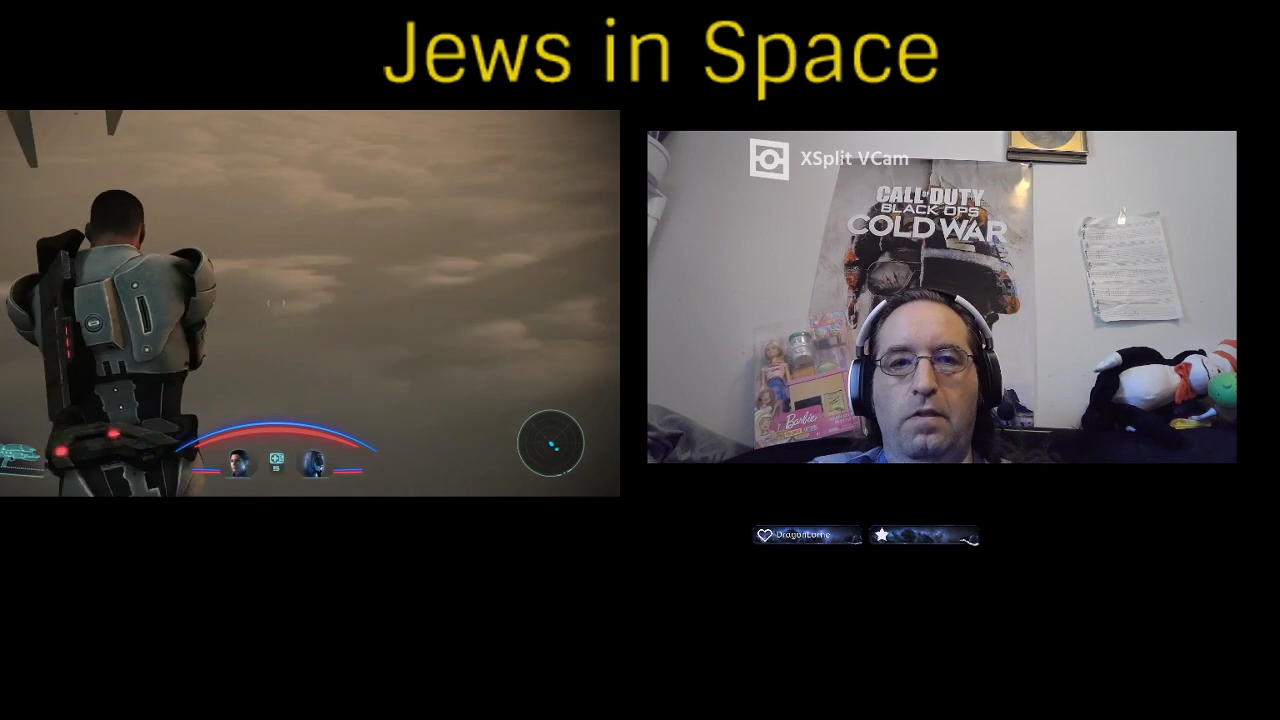 Jews in Space
XSplit VCam
CALL OF DUTY
BLACK OPS
COLD WAR
Barbie
DragonLorne